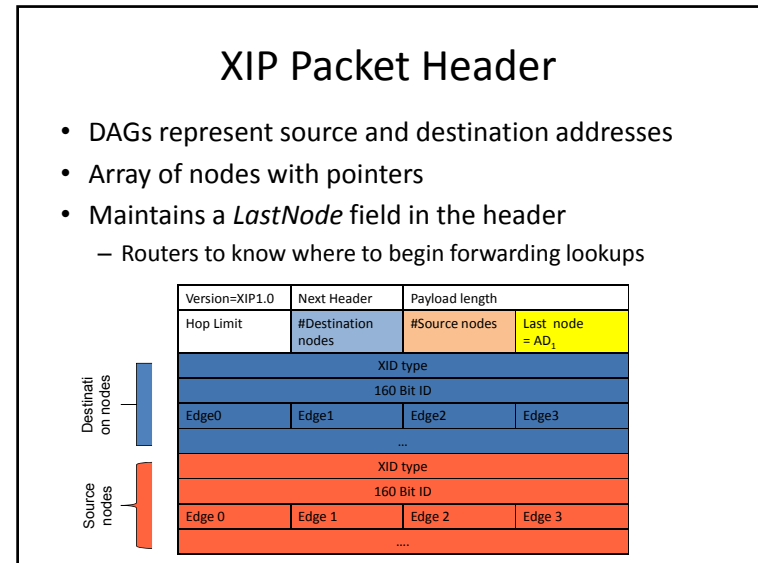 XIP Packet Header
• DAGs represent source and destination addresses
• Array of nodes with pointers
• Maintains a LastNode field in the header
– Routers to know where to begin forwarding lookups
Version=XIP1.0 Next Header Payload length
Hop Limit #Destination nodes #Source nodes Last node = AD1
Destinati
on nodes
XID type
160 Bit ID
Edge0 Edge1 Edge2 Edge3
...
Source
nodes
XID type
160 Bit ID
Edge 0 Edge 1 Edge 2 Edge 3
....